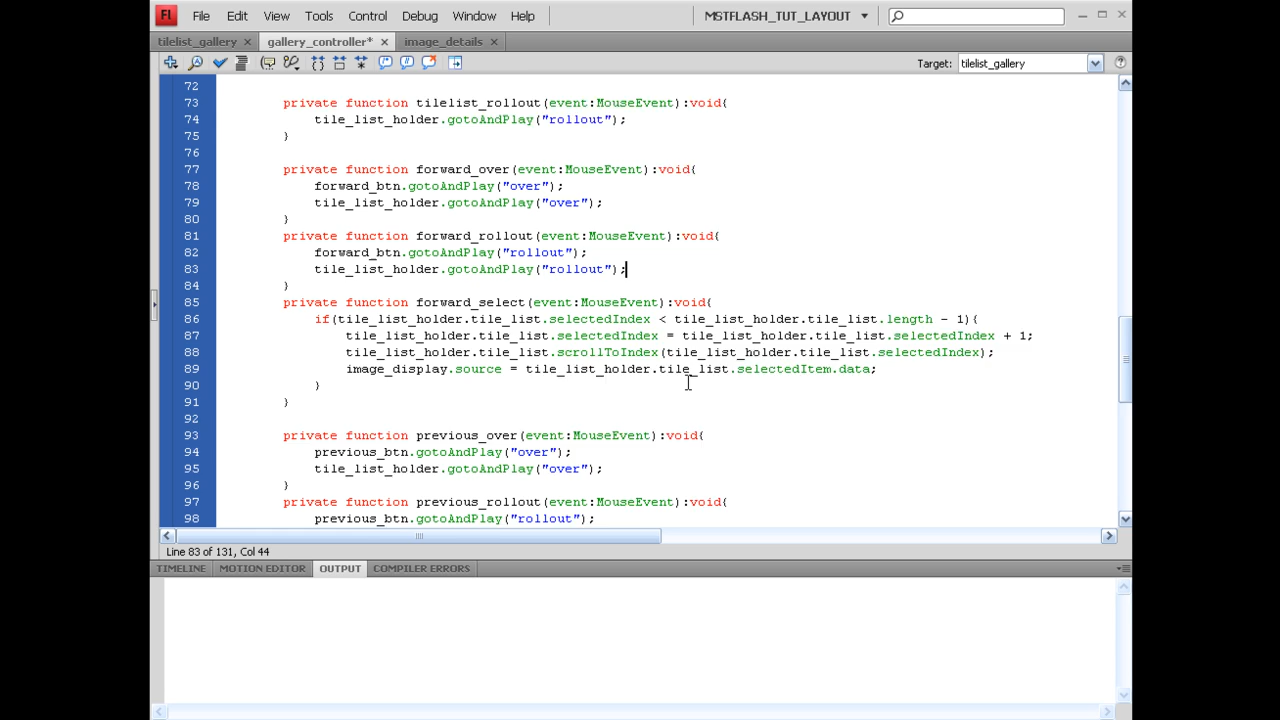 Fl File Edit View Tools Control Debug Window Help MSTFLASH_TUT_LAYOUT
tilelist_gallery gallery_controller* image_details
Target: tilelist_gallery
72
73 private function tilelist_rollout(event:MouseEvent):void{
74 tile_list_holder.gotoAndPlay("rollout");
75 }
76
77 private function forward_over(event:MouseEvent):void{
78 forward_btn.gotoAndPlay("over");
79 tile_list_holder.gotoAndPlay("over");
80 }
81 private function forward_rollout(event:MouseEvent):void{
82 forward_btn.gotoAndPlay("rollout");
83 tile_list_holder.gotoAndPlay("rollout");
84 }
85 private function forward_select(event:MouseEvent):void{
86 if(tile_list_holder.tile_list.selectedIndex < tile_list_holder.tile_list.length - 1){
87 tile_list_holder.tile_list.selectedIndex = tile_list_holder.tile_list.selectedIndex + 1;
88 tile_list_holder.tile_list.scrollToIndex(tile_list_holder.tile_list.selectedIndex);
89 image_display.source = tile_list_holder.tile_list.selectedItem.data;
90 }
91 }
92
93 private function previous_over(event:MouseEvent):void{
94 previous_btn.gotoAndPlay("over");
95 tile_list_holder.gotoAndPlay("over");
96 }
97 private function previous_rollout(event:MouseEvent):void{
98 previous_btn.gotoAndPlay("rollout");
Line 83 of 131, Col 44
TIMELINE MOTION EDITOR OUTPUT COMPILER ERRORS